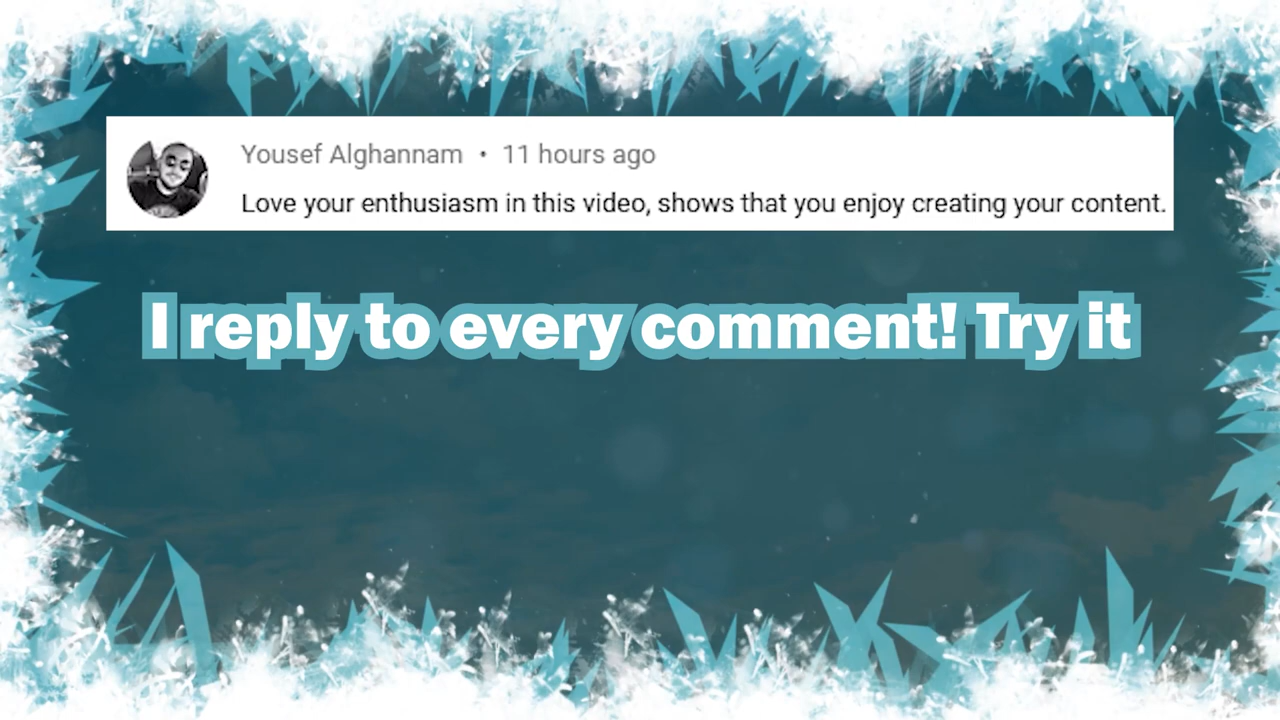 Yousef Alghannam • 11 hours ago
Love your enthusiasm in this video, shows that you enjoy creating your content.
I reply to every comment! Try it